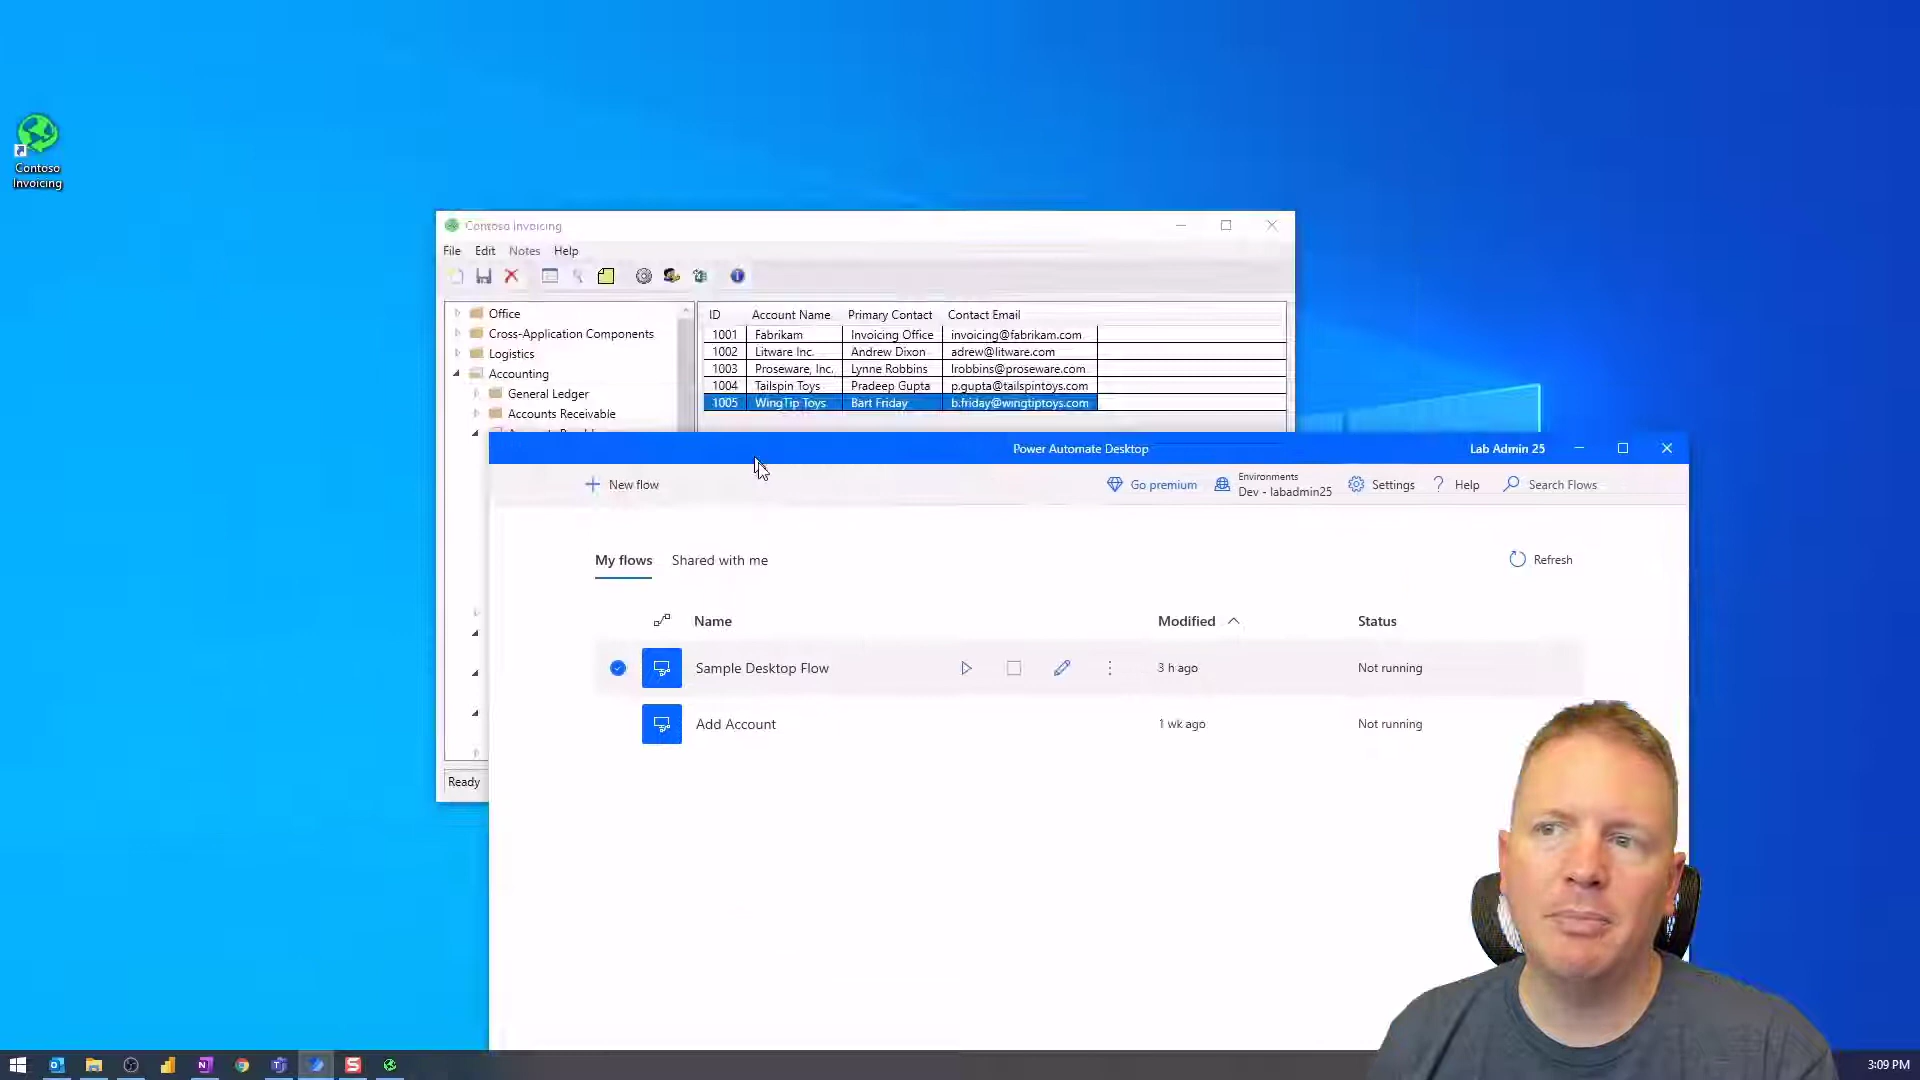 Contoso
Invoicing
Contoso Invoicing
File Edit Notes Help
Office
Cross-Application Components
Logistics
Accounting
General Ledger
Accounts Receivable
ID Account Name Primary Contact Contact Email
1001 Fabrikam Invoicing Office invoicing@fabrikam.com
1002 Litware Inc. Andrew Dixon adrew@litware.com
1003 Proseware, Inc. Lynne Robbins lrobbins@proseware.com
1004 Tailspin Toys Pradeep Gupta p.gupta@tailspintoys.com
1005 WingTip Toys Bart Friday b.friday@wingtiptoys.com
Ready
Power Automate Desktop Lab Admin 25
New flow Go premium Environments
Dev - labadmin25 Settings Help Search Flows
My flows Shared with me Refresh
Name Modified Status
Sample Desktop Flow 3 h ago Not running
Add Account 1 wk ago Not running
3:09 PM